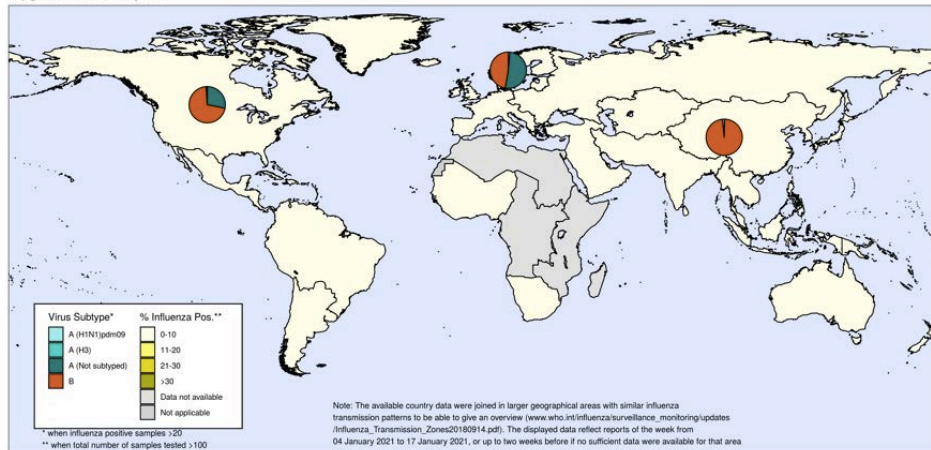 Virus Subtype*
A (H1N1)pdm09
A (H3)
A (Not subtyped)
B
% Influenza Pos.**
0-10
11-20
21-30
>30
Data not available
Not applicable
* when influenza positive samples >20
** when total number of samples tested >100
Note: The available country data were joined in larger geographical areas with similar influenza
transmission patterns to be able to give an overview (www.who.int/influenza/surveillance_monitoring/updates
/Influenza_Transmission_Zones20180914.pdf). The displayed data reflect reports of the week from
04 January 2021 to 17 January 2021, or up to two weeks before if no sufficient data were available for that area